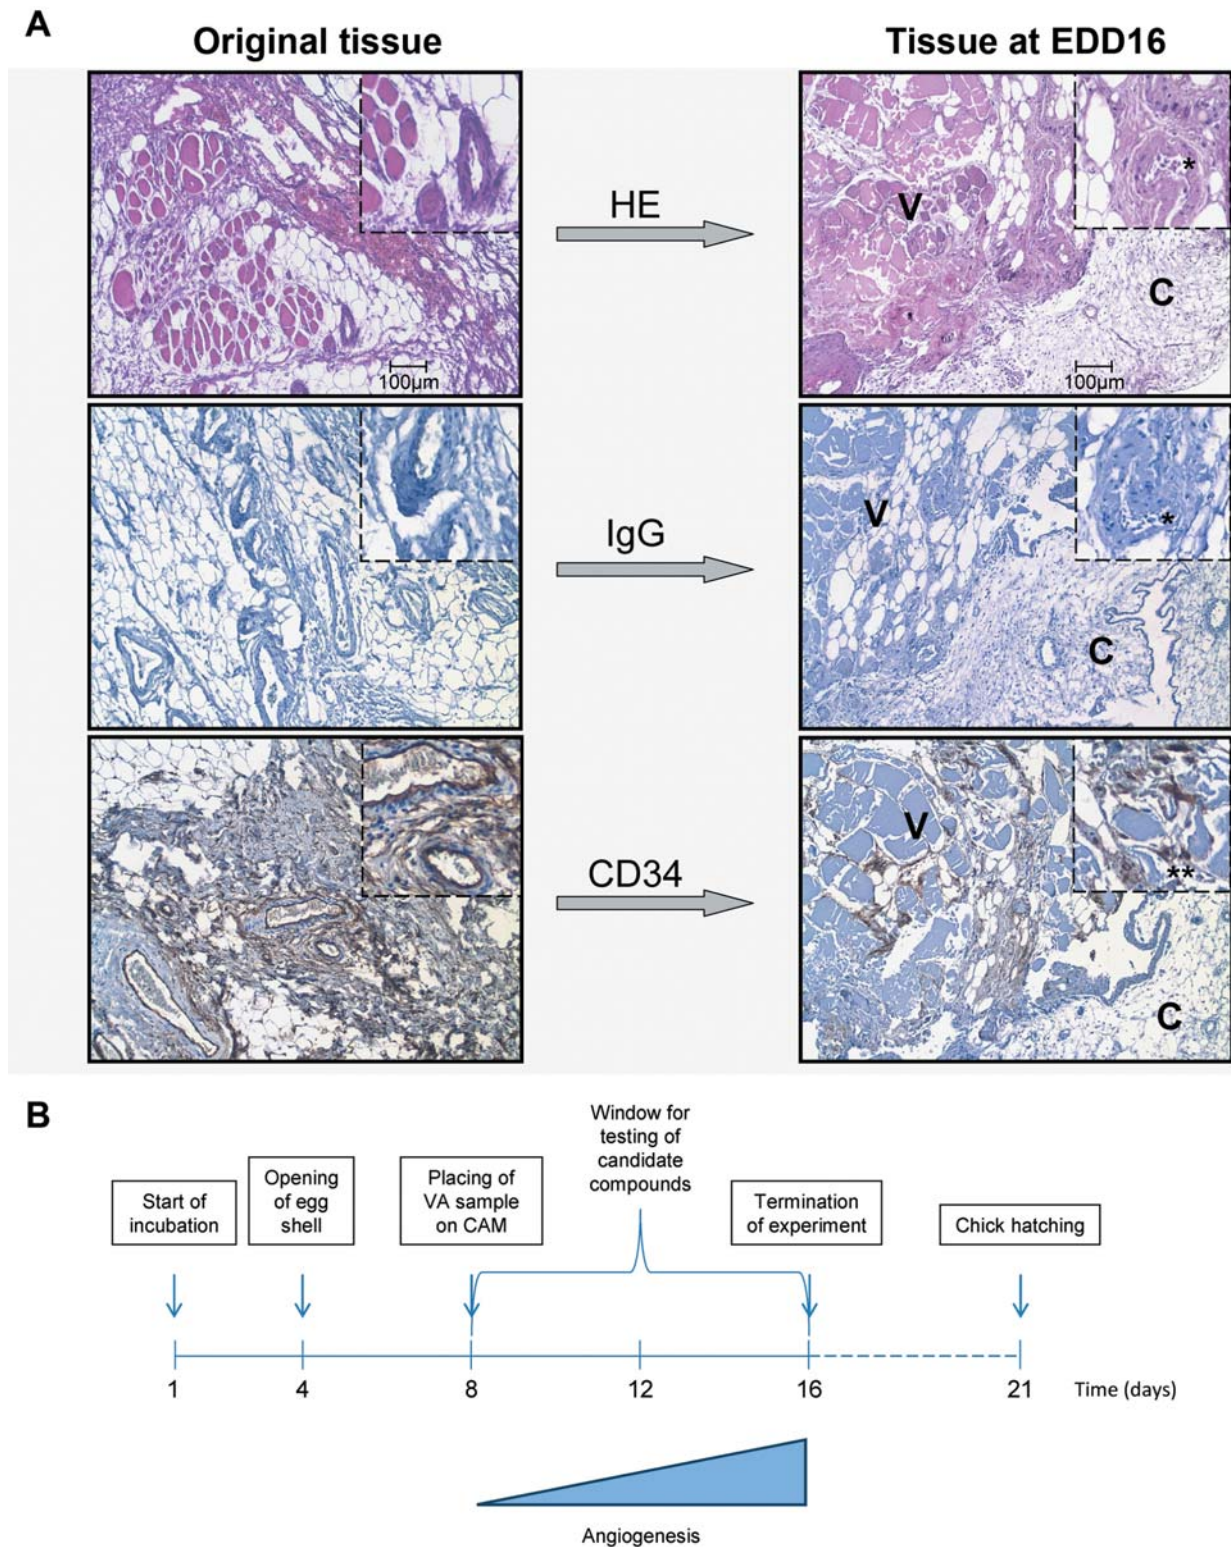 A
Original tissue
Tissue at EDD16
HE
V
*
C
100µm
100µm
IgG
V
*
C
CD34
V
**
C
B
Window for
testing of
candidate
compounds
Start of
incubation
Opening
of egg
shell
Placing of
VA sample
on CAM
Termination
of experiment
Chick hatching
1
4
8
12
16
21
Time (days)
Angiogenesis